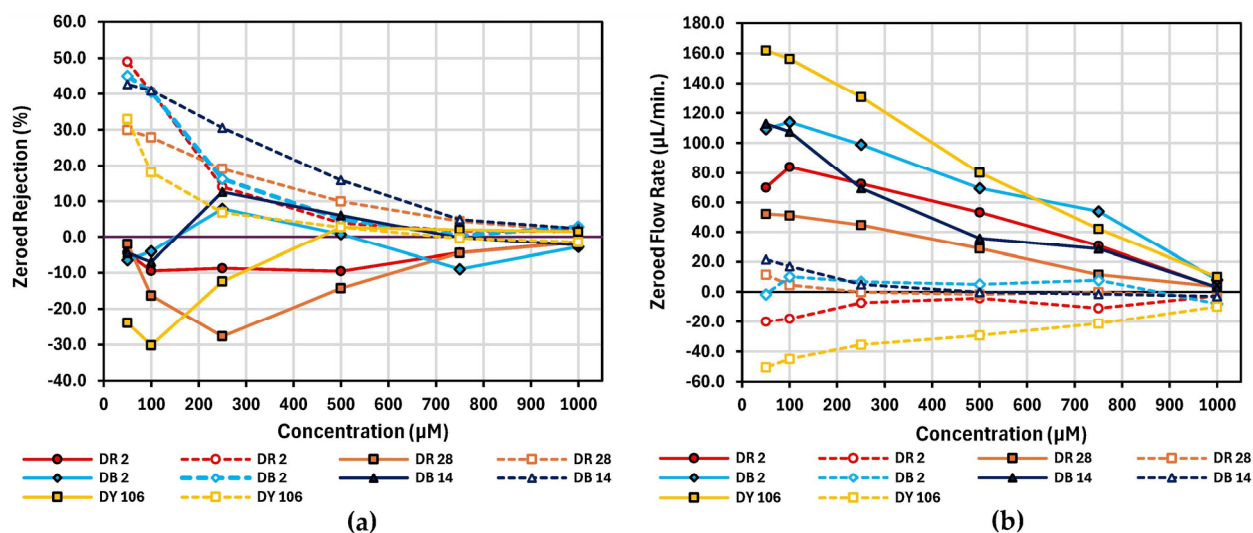 60.0
50.0
40.0
30.0
20.0
10.0
0.0
-10.0
-20.0
-30.0
-40.0
Zeroed Rejection (%)
0 100 200 300 400 500 600 700 800 900 1000
Concentration (µM)
DR 2 DR 2 DR 28 DR 28
DB 2 DB 2 DB 14 DB 14
DY 106 DY 106
(a)
180.0
160.0
140.0
120.0
100.0
80.0
60.0
40.0
20.0
0.0
-20.0
-40.0
-60.0
Zeroed Flow Rate (µL/min.)
0 100 200 300 400 500 600 700 800 900 1000
Concentration (µM)
DR 2 DR 2 DR 28 DR 28
DB 2 DB 2 DB 14 DB 14
DY 106 DY 106
(b)